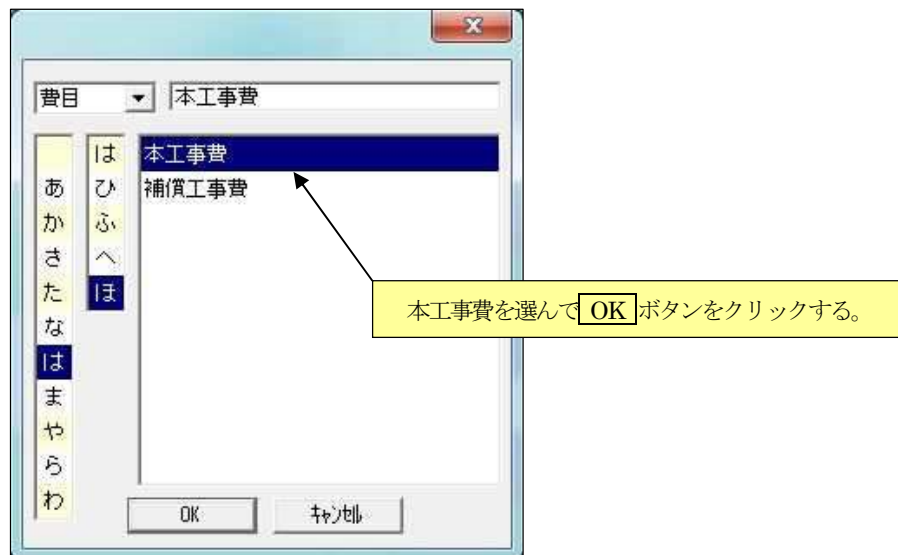 費目 本工事費
は 本工事費
あ ひ 補償工事費
か ふ
さ へ
た ほ
な
は
ま
や
ら
わ
本工事費を選んで OK ボタンをクリックする。
OK キャンセル